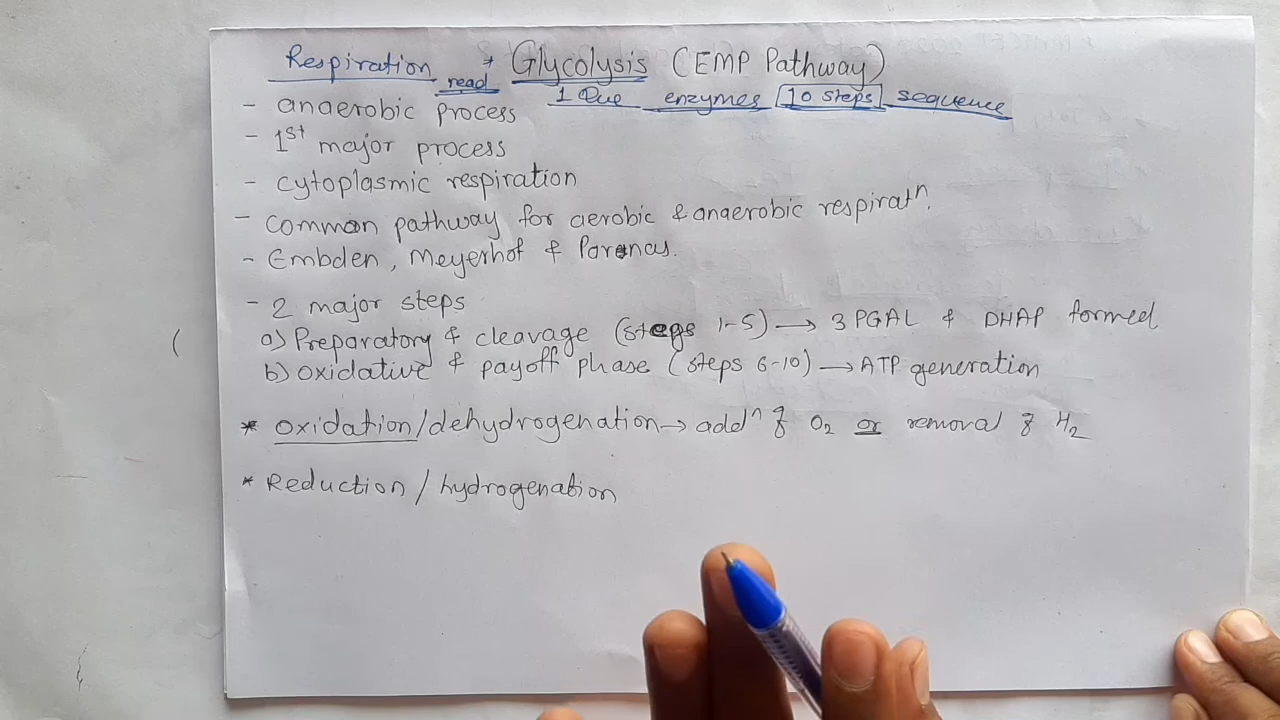 Respiration * Glycolysis (EMP Pathway)
read 1 Que enzymes 10 steps sequence
- anaerobic process
- 1st major process
- cytoplasmic respiration
- common pathway for aerobic & anaerobic respiratn.
- Embden, Meyerhof & Parenas.
- 2 major steps
a) Preparatory & cleavage (steps 1-5) → 3 PGAL & DHAP formed
b) Oxidative & payoff phase (steps 6-10) → ATP generation
* Oxidation/dehydrogenation → addn of O2 or removal of H2
* Reduction / hydrogenation